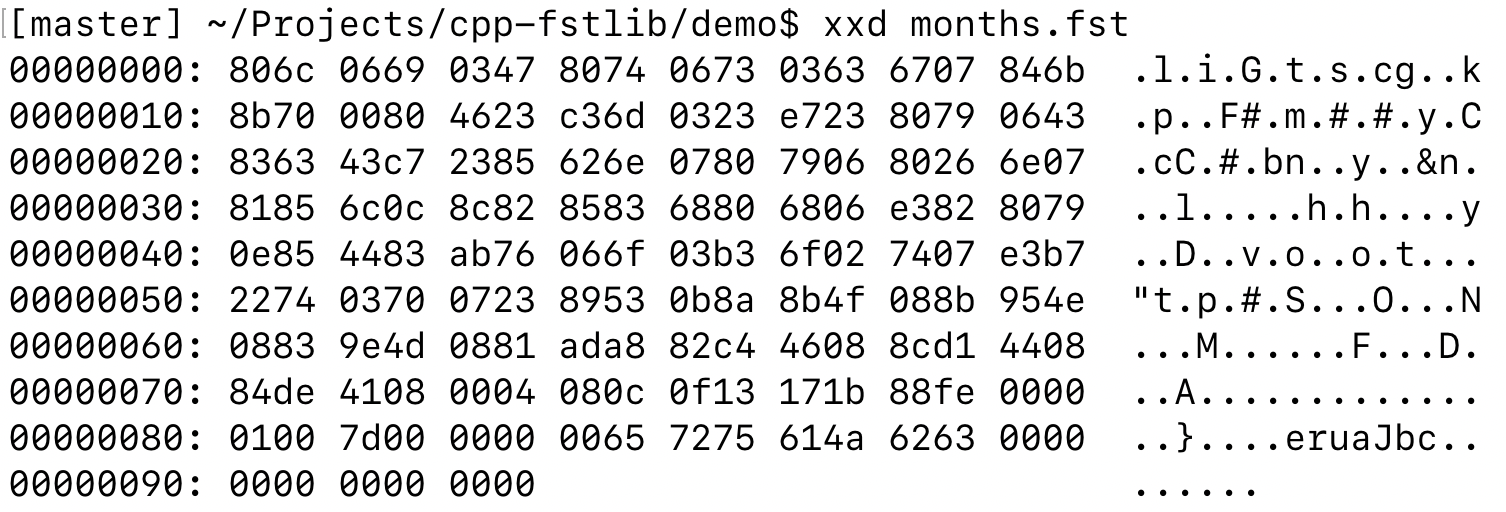 [[master] ~/Projects/cpp-fstlib/demo$ xxd months.fst
00000000: 806c 0669 0347 8074 0673 0363 6707 846b  .l.i.G.t.s.cg..k
00000010: 8b70 0080 4623 c36d 0323 e723 8079 0643  .p..F#.m.#.#.y.C
00000020: 8363 43c7 2385 626e 0780 7906 8026 6e07  .cC.#.bn..y..&n.
00000030: 8185 6c0c 8c82 8583 6880 6806 e382 8079  ..l.....h.h....y
00000040: 0e85 4483 ab76 066f 03b3 6f02 7407 e3b7  ..D..v.o..o.t...
00000050: 2274 0370 0723 8953 0b8a 8b4f 088b 954e  "t.p.#.S...O...N
00000060: 0883 9e4d 0881 ada8 82c4 4608 8cd1 4408  ...M......F...D.
00000070: 84de 4108 0004 080c 0f13 171b 88fe 0000  ..A.............
00000080: 0100 7d00 0000 0065 7275 614a 6263 0000  ..}....eruaJbc..
00000090: 0000 0000 0000  ......